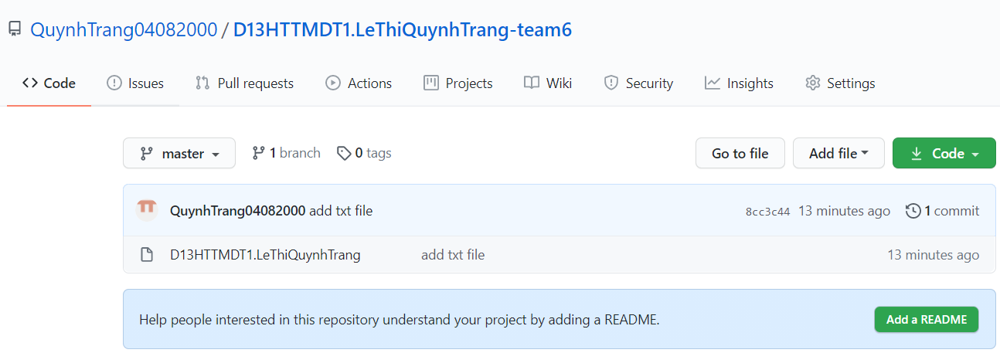 QuynhTrang04082000 / D13HTTMDT1.LeThiQuynhTrang-team6
Code Issues Pull requests Actions Projects Wiki Security Insights Settings
master 1 branch 0 tags Go to file Add file Code
QuynhTrang04082000 add txt file 8cc3c44 13 minutes ago 1 commit
D13HTTMDT1.LeThiQuynhTrang add txt file 13 minutes ago
Help people interested in this repository understand your project by adding a README. Add a README